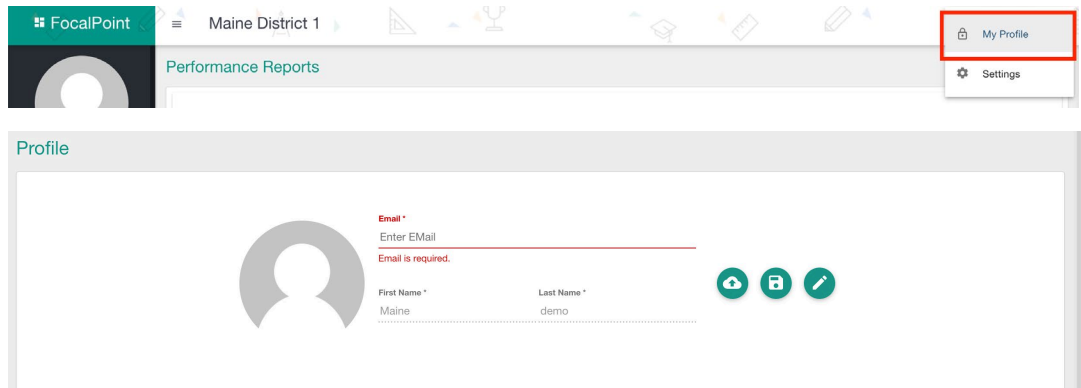 FocalPoint
Maine District 1
My Profile
Performance Reports
Settings
Profile
Email *
Enter EMail
Email is required.
First Name * Last Name *
Maine demo